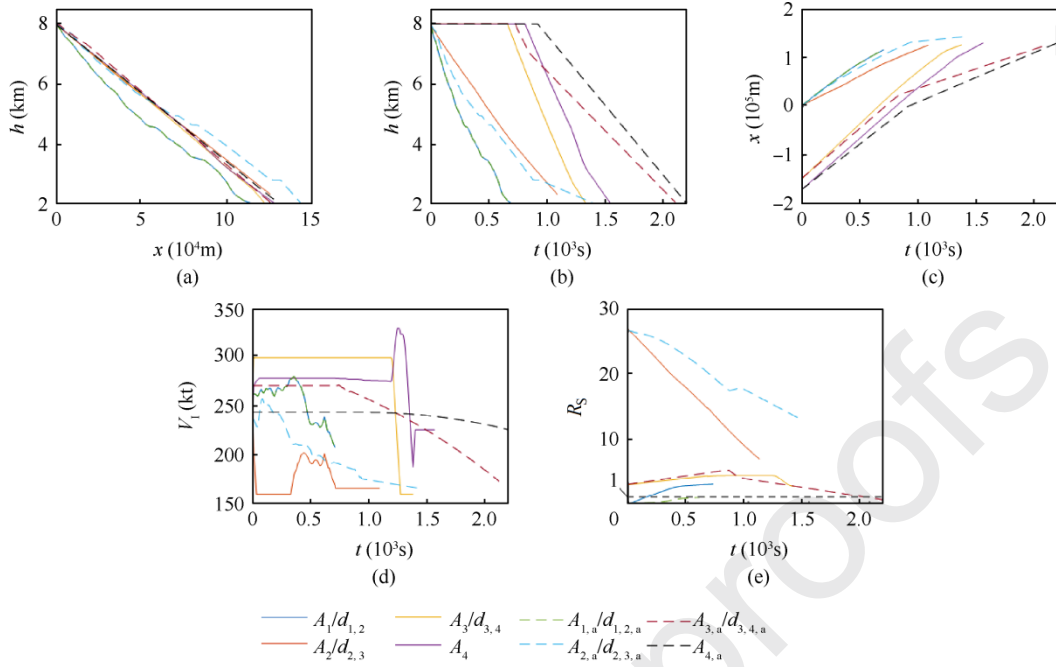 8
6
4
2
h (km)
0 5 10 15
x (10⁴m)
(a)
8
6
4
2
h (km)
0 0.5 1.0 1.5 2.0
t (10³s)
(b)
2
1
0
−1
−2
x (10⁵m)
0 0.5 1.0 1.5 2.0
t (10³s)
(c)
350
300
250
200
150
V_I (kt)
0 0.5 1.0 1.5 2.0
t (10³s)
(d)
30
20
10
1
R_S
0 0.5 1.0 1.5 2.0
t (10³s)
(e)
A₁/d₁,₂ A₃/d₃,₄ A₁,ₐ/d₁,₂,ₐ A₃,ₐ/d₃,₄,ₐ
A₂/d₂,₃ A₄ A₂,ₐ/d₂,₃,ₐ A₄,ₐ
proofs